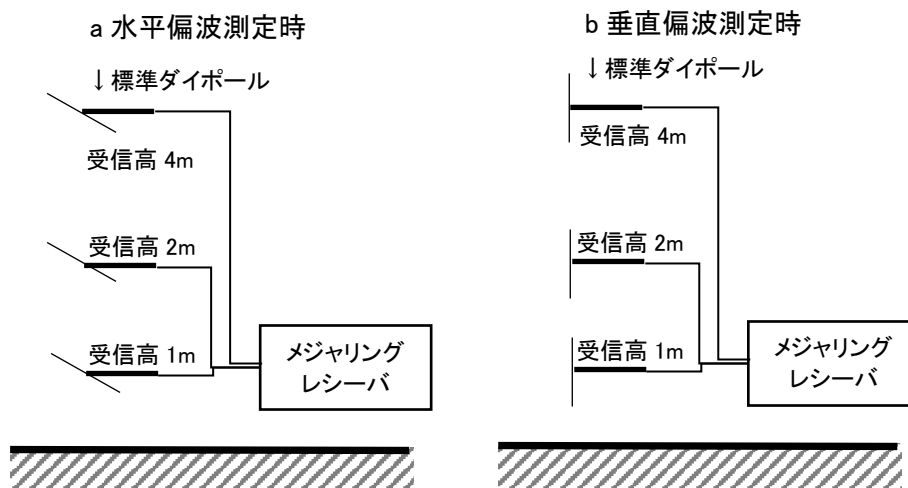 a 水平偏波測定時
↓標準ダイポール
受信高 4m
受信高 2m
受信高 1m
メジャリング
レシーバ
b 垂直偏波測定時
↓標準ダイポール
受信高 4m
受信高 2m
受信高 1m
メジャリング
レシーバ